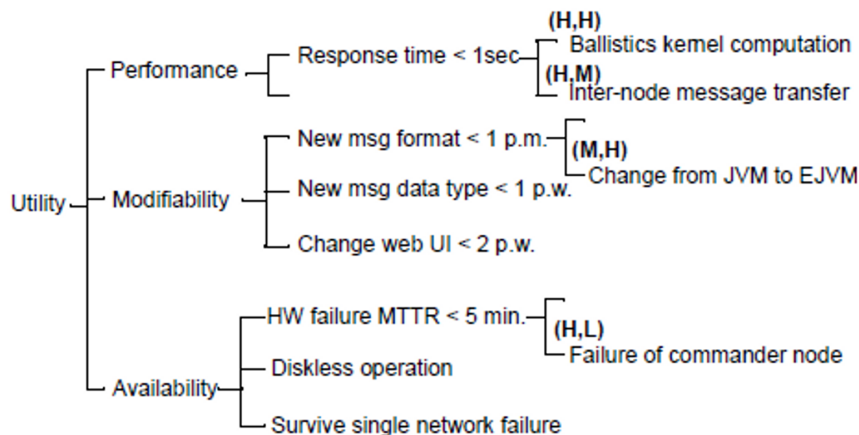 (H,H)
Ballistics kernel computation
Performance
Response time < 1sec
(H,M)
Inter-node message transfer
New msg format < 1 p.m.
(M,H)
Change from JVM to EJVM
Utility
Modifiability
New msg data type < 1 p.w.
Change web UI < 2 p.w.
HW failure MTTR < 5 min.
(H,L)
Failure of commander node
Diskless operation
Availability
Survive single network failure